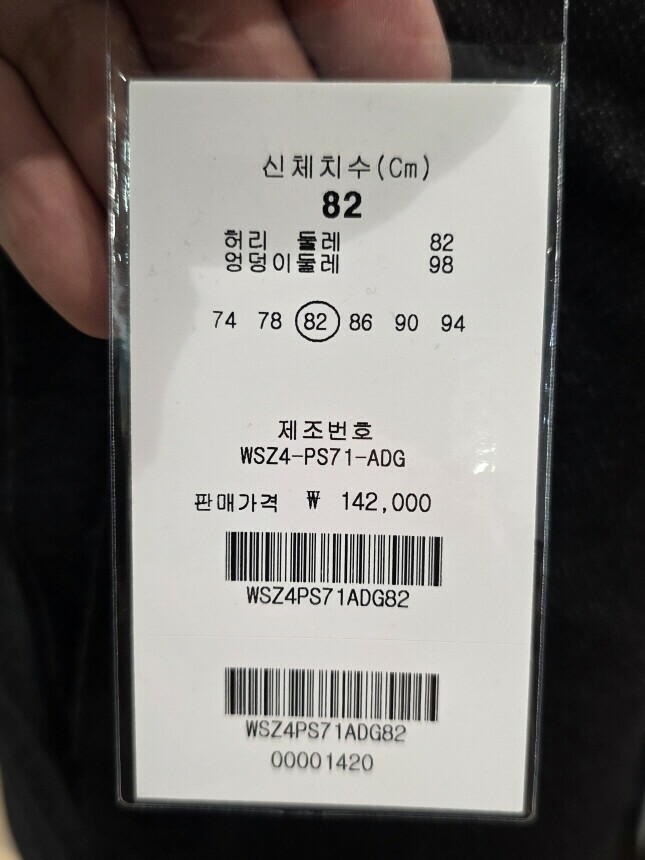 신체치수(Cm)
82
허리 둘레 82
엉덩이둘레 98
74 78 82 86 90 94
제조번호
WSZ4-PS71-ADG
판매가격 ₩ 142,000
WSZ4PS71ADG82
WSZ4PS71ADG82
00001420